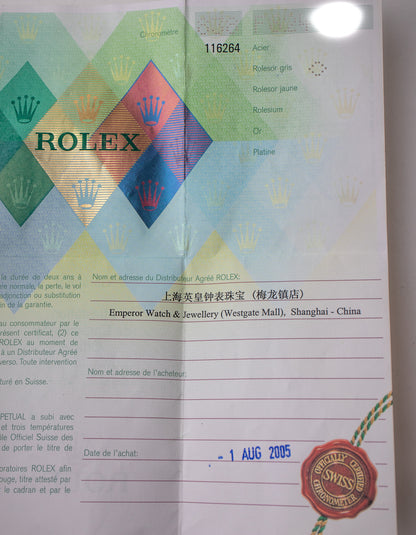 Chronomètre
116264 Acier
Rolesor gris
Rolesor jaune
Rolesium
Or
Platine
ROLEX
la durée de deux ans à
normale, la perte, le vol
adjonction ou substitution
n de la garantie.
au consommateur par le
présent certificat, (2) ce
ROLEX au moment de
à un Distributeur Agréé
verso. Toute intervention
turé en Suisse.
PETUAL a subi avec
et trois températures
Officiel Suisse des
de porter le titre de
oratoires ROLEX afin
ouge, titre attesté par
r le cadran et par le
Nom et adresse du Distributeur Agréé ROLEX:
上海英皇钟表珠宝（梅龙镇店）
Emperor Watch & Jewellery (Westgate Mall), Shanghai - China
Nom et adresse de l'acheteur:
Date de l'achat:
- 1 AUG 2005
OFFICIALLY CERTIFIED
SWISS
CHRONOMETER